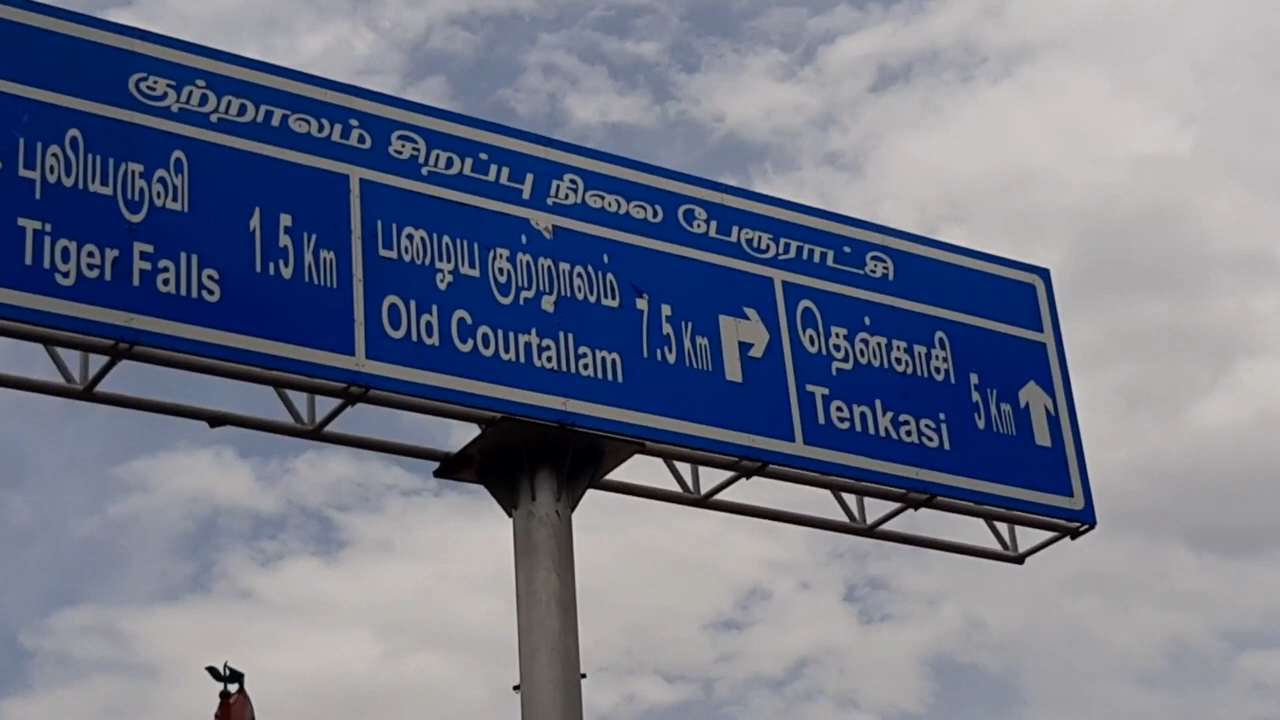 குற்றாலம் சிறப்பு நிலை பேரூராட்சி
புலியருவி
Tiger Falls
1.5 Km
பழைய குற்றாலம்
Old Courtallam
7.5 Km
தென்காசி
Tenkasi
5 Km